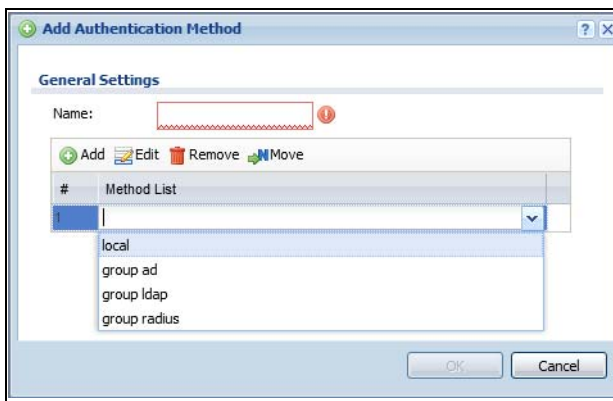 Add Authentication Method
General Settings
Name:
Add Edit Remove Move
# Method List
1
local
group ad
group ldap
group radius
OK Cancel